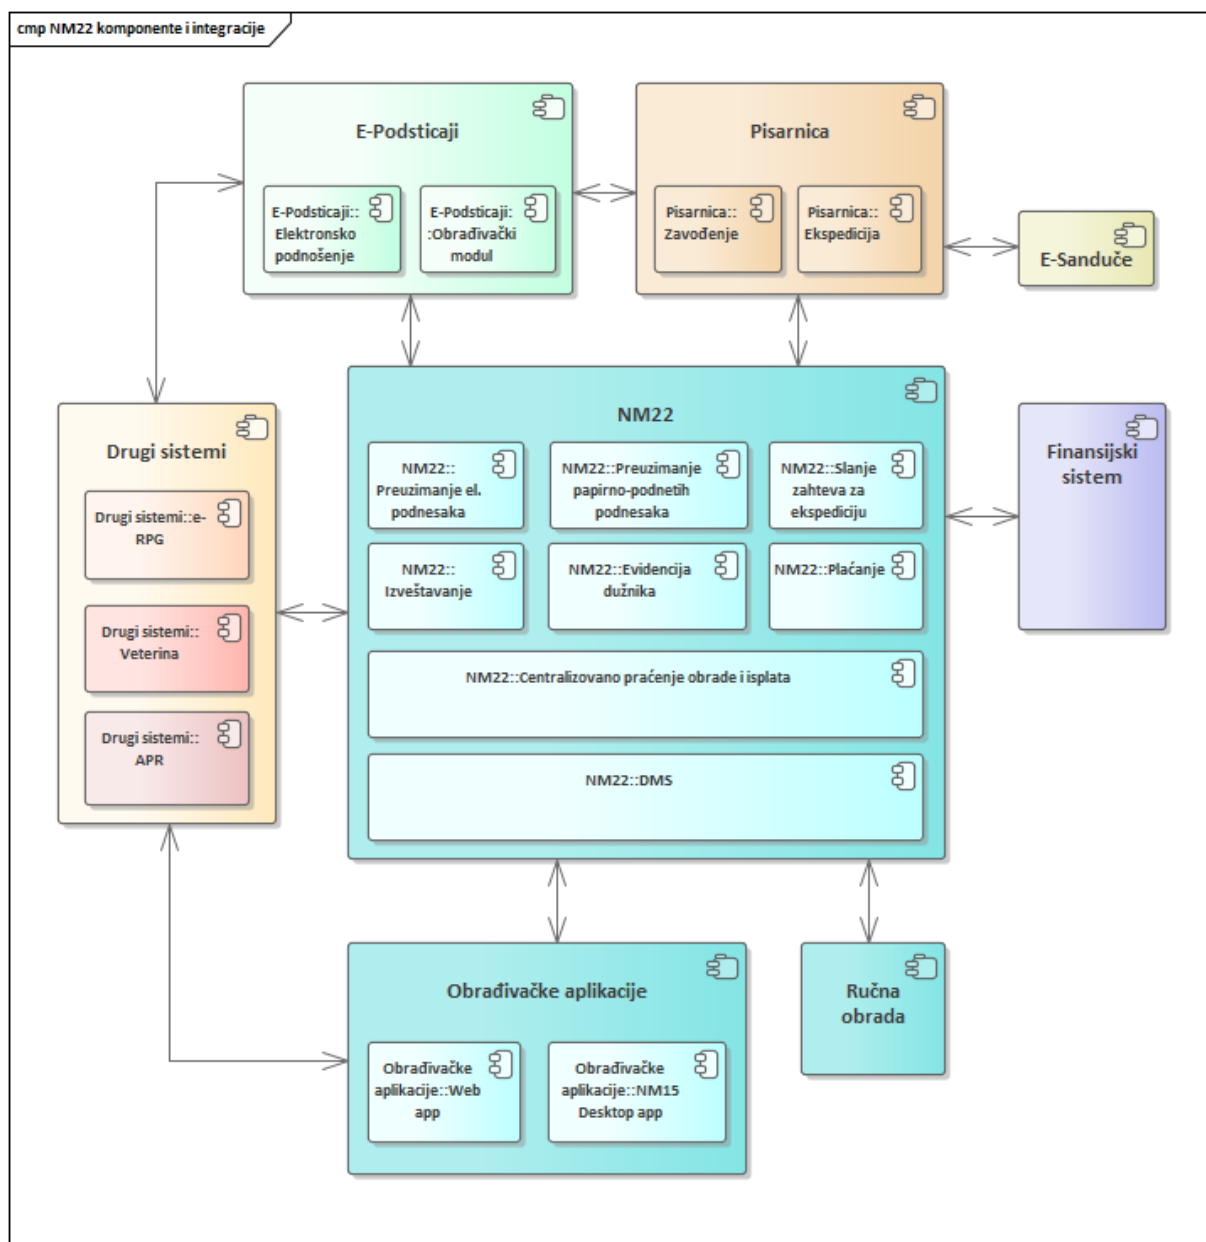 cmp NM22 komponente i integracije
E-Podsticaji
E-Podsticaji::
Elektronsko
podnošenje
E-Podsticaji:
:Obrađivački
modul
Pisarnica
Pisarnica::
Zavođenje
Pisarnica::
Ekspedicija
E-Sanduče
Drugi sistemi
Drugi sistemi::e-
RPG
Drugi sistemi::
Veterina
Drugi sistemi::
APR
NM22
NM22::
Preuzimanje el.
podnesaka
NM22::Preuzimanje
papirno-podnetih
podnesaka
NM22::Slanje
zahteva za
ekspediciju
NM22::
Izveštavanje
NM22::Evidencija
dužnika
NM22::Plaćanje
NM22::Centralizovano praćenje obrade i isplata
NM22::DMS
Finansijski
sistem
Obrađivačke aplikacije
Obrađivačke
aplikacije::Web
app
Obrađivačke
aplikacije::NM15
Desktop app
Ručna
obrada